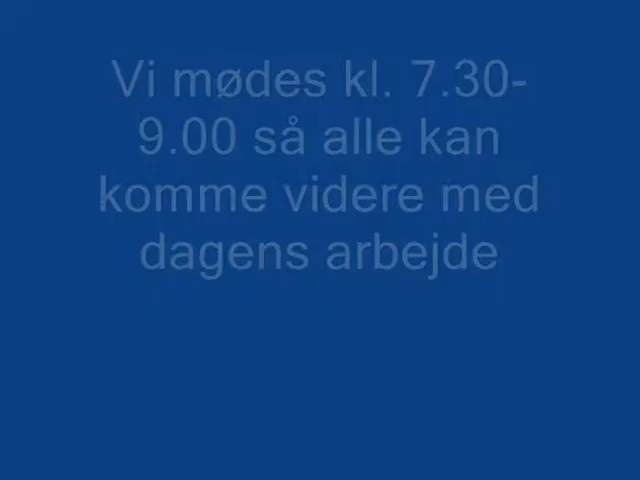 Vi mødes kl. 7.30-
9.00 så alle kan
komme videre med
dagens arbejde